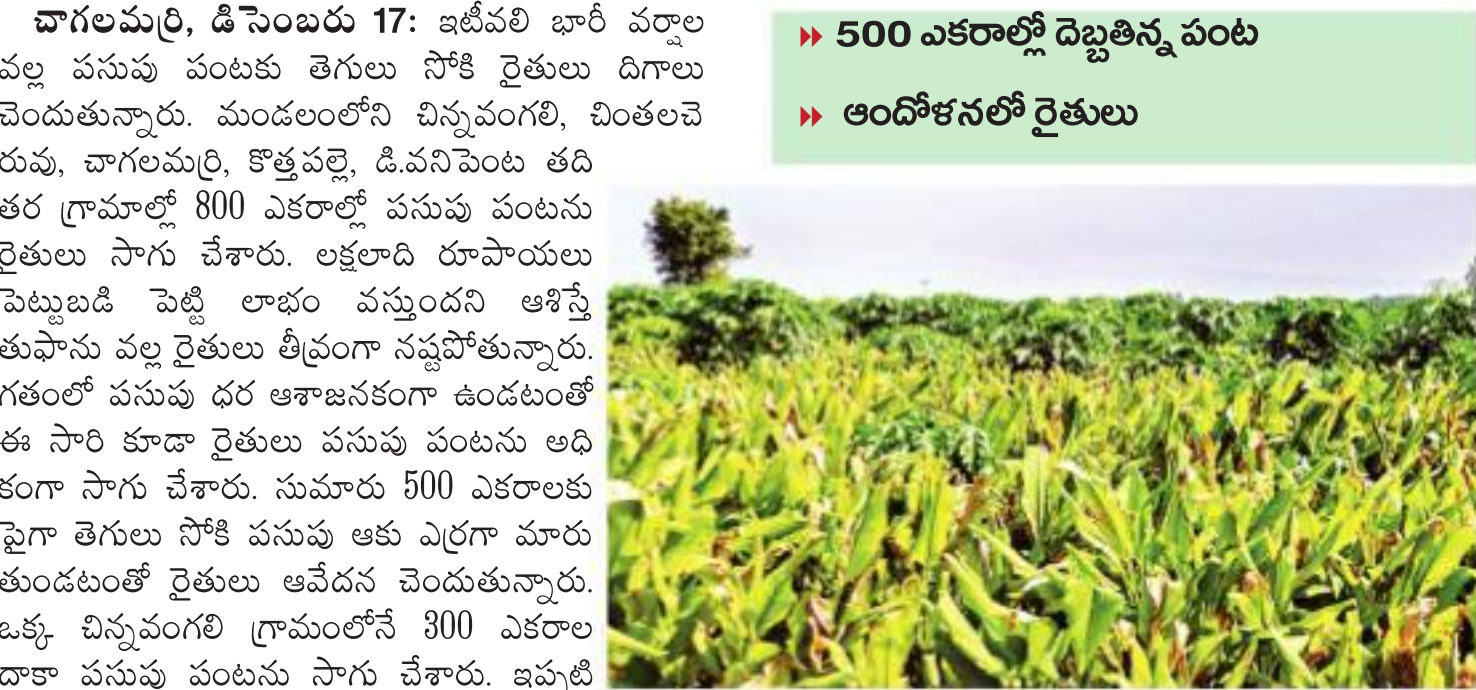 చాగలమర్రి, డిసెంబరు 17: ఇటీవలి భారీ వర్షాల
వల్ల పసుపు పంటకు తెగులు సోకి రైతులు దిగాలు
చెందుతున్నారు. మండలంలోని చిన్నవంగలి, చింతలచె
రువు, చాగలమర్రి, కొత్తపల్లె, డి.వనిపెంట తది
తర గ్రామాల్లో 800 ఎకరాల్లో పసుపు పంటను
రైతులు సాగు చేశారు. లక్షలాది రూపాయలు
పెట్టుబడి పెట్టి లాభం వస్తుందని ఆశిస్తే
తుఫాను వల్ల రైతులు తీవ్రంగా నష్టపోతున్నారు.
గతంలో పసుపు ధర ఆశాజనకంగా ఉండటంతో
ఈ సారి కూడా రైతులు పసుపు పంటను అధి
కంగా సాగు చేశారు. సుమారు 500 ఎకరాలకు
పైగా తెగులు సోకి పసుపు ఆకు ఎర్రగా మారు
తుండటంతో రైతులు ఆవేదన చెందుతున్నారు.
ఒక్క చిన్నవంగలి గ్రామంలోనే 300 ఎకరాల
దాకా పసుపు పంటను సాగు చేశారు. ఇప్పటి
500 ఎకరాల్లో దెబ్బతిన్న పంట
ఆందోళనలో రైతులు